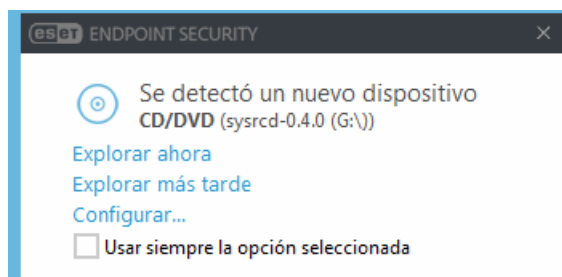 eset ENDPOINT SECURITY
Se detectó un nuevo dispositivo
CD/DVD (sysrcd-0.4.0 (G:\))
Explorar ahora
Explorar más tarde
Configurar...
Usar siempre la opción seleccionada